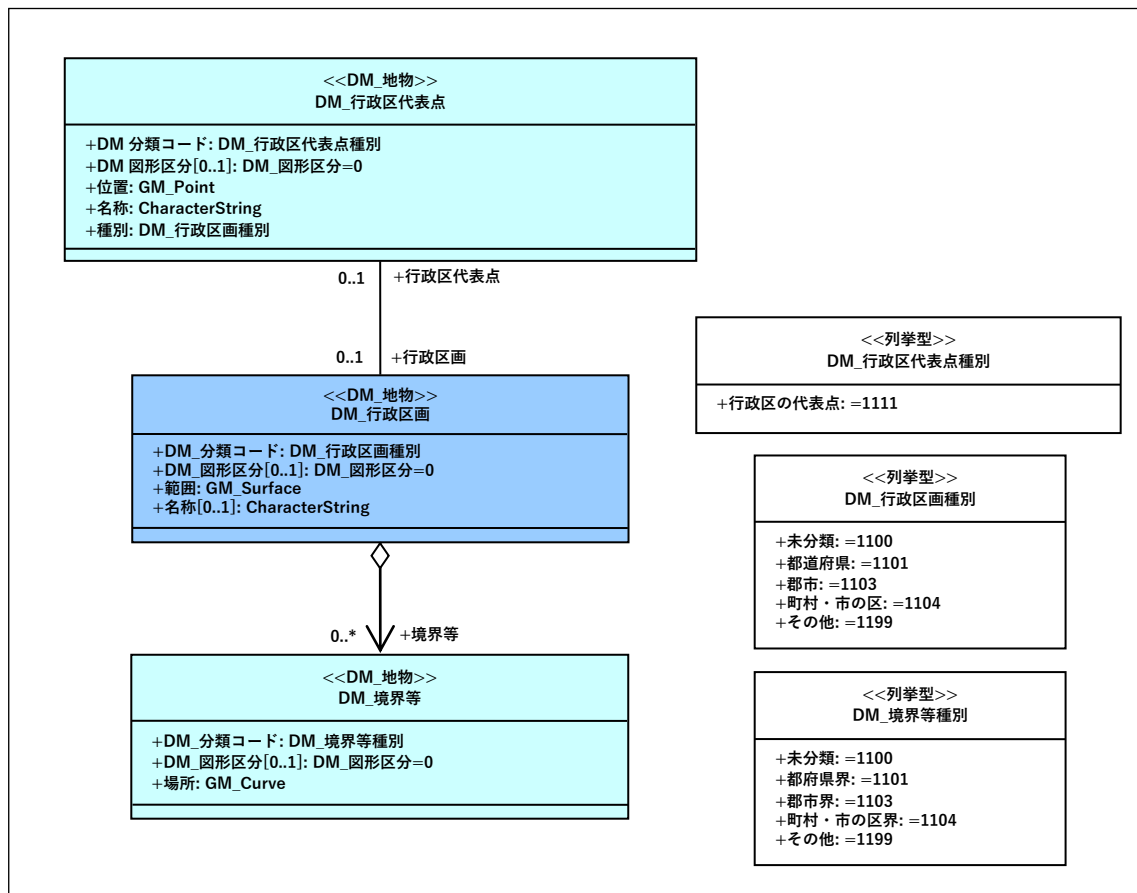 <<DM_地物>>
DM_行政区代表点
+DM 分類コード: DM_行政区代表点種別
+DM 図形区分[0..1]: DM_図形区分=0
+位置: GM_Point
+名称: CharacterString
+種別: DM_行政区画種別
0..1 +行政区代表点
0..1 +行政区画
<<DM_地物>>
DM_行政区画
+DM_分類コード: DM_行政区画種別
+DM_図形区分[0..1]: DM_図形区分=0
+範囲: GM_Surface
+名称[0..1]: CharacterString
0..* +境界等
<<DM_地物>>
DM_境界等
+DM_分類コード: DM_境界等種別
+DM_図形区分[0..1]: DM_図形区分=0
+場所: GM_Curve
<<列挙型>>
DM_行政区代表点種別
+行政区の代表点: =1111
<<列挙型>>
DM_行政区画種別
+未分類: =1100
+都道府県: =1101
+郡市: =1103
+町村・市の区: =1104
+その他: =1199
<<列挙型>>
DM_境界等種別
+未分類: =1100
+都府県界: =1101
+郡市界: =1103
+町村・市の区界: =1104
+その他: =1199